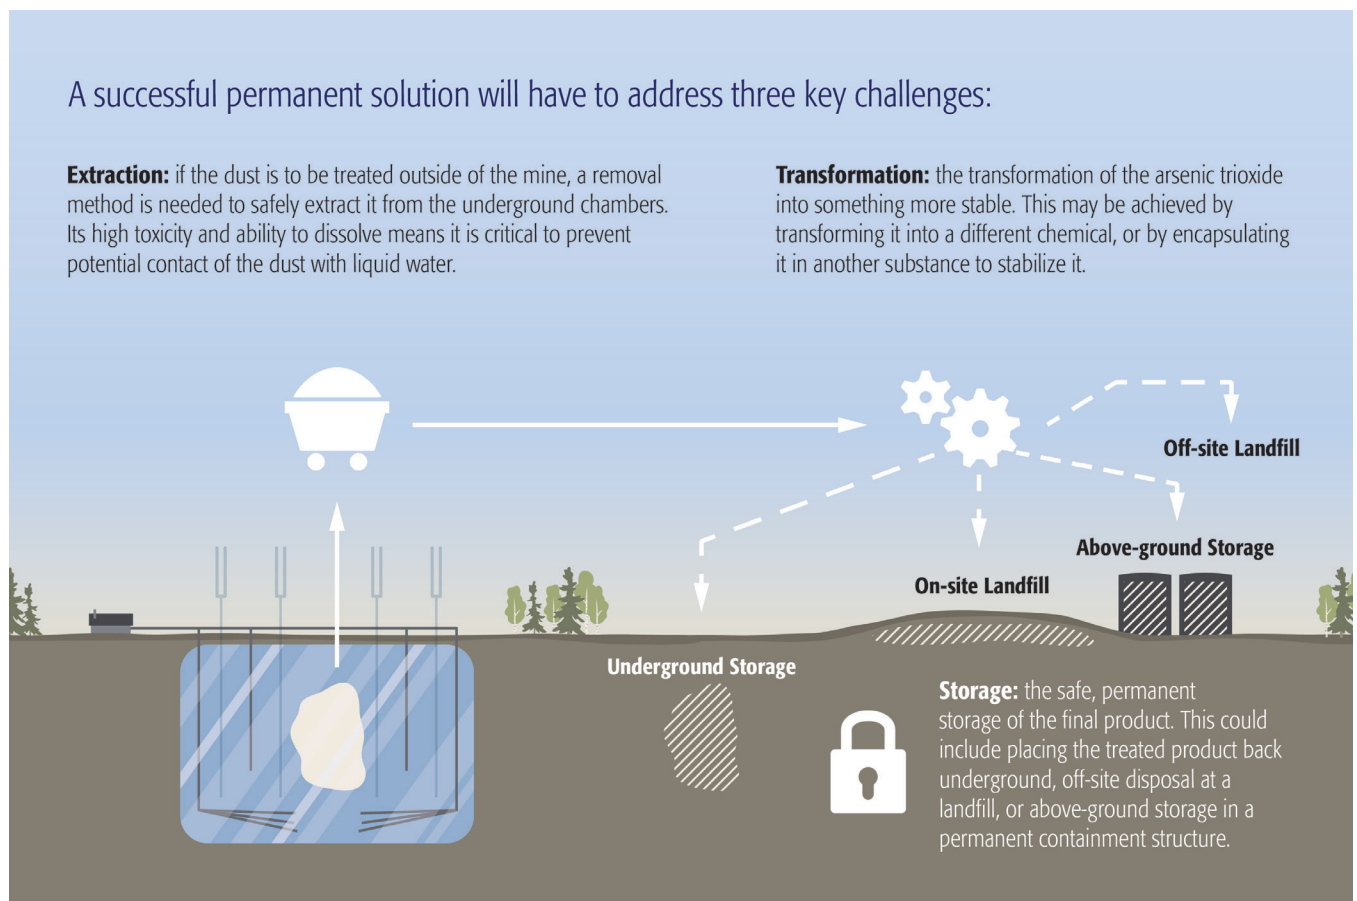 A successful permanent solution will have to address three key challenges:
Extraction: if the dust is to be treated outside of the mine, a removal
method is needed to safely extract it from the underground chambers.
Its high toxicity and ability to dissolve means it is critical to prevent
potential contact of the dust with liquid water.
Transformation: the transformation of the arsenic trioxide
into something more stable. This may be achieved by
transforming it into a different chemical, or by encapsulating
it in another substance to stabilize it.
Off-site Landfill
Above-ground Storage
On-site Landfill
Underground Storage
Storage: the safe, permanent
storage of the final product. This could
include placing the treated product back
underground, off-site disposal at a
landfill, or above-ground storage in a
permanent containment structure.